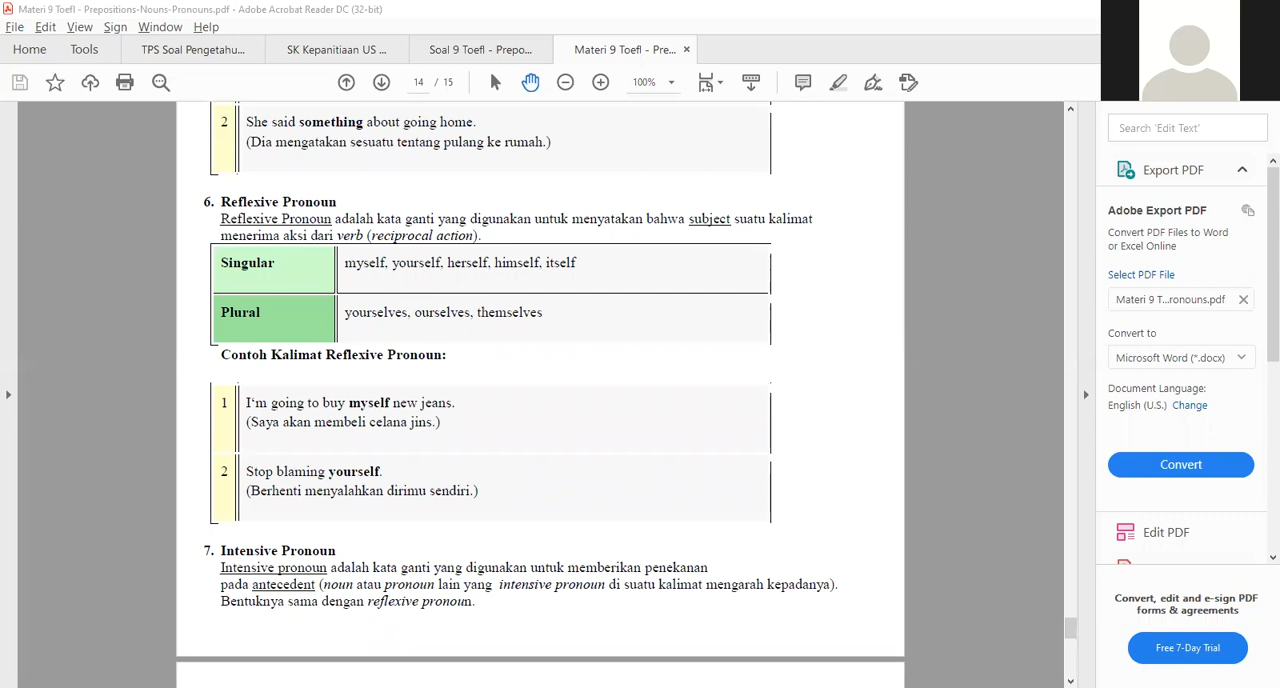 Materi 9 Toefl - Prepositions-Nouns-Pronouns.pdf - Adobe Acrobat Reader DC (32-bit)
File Edit View Sign Window Help
Home Tools TPS Soal Pengetahu... SK Kepanitiaan US ... Soal 9 Toefl - Prepo... Materi 9 Toefl - Pre... ×
14 / 15 100%
2 She said something about going home.
(Dia mengatakan sesuatu tentang pulang ke rumah.)
6. Reflexive Pronoun
Reflexive Pronoun adalah kata ganti yang digunakan untuk menyatakan bahwa subject suatu kalimat
menerima aksi dari verb (reciprocal action).
Singular myself, yourself, herself, himself, itself
Plural yourselves, ourselves, themselves
Contoh Kalimat Reflexive Pronoun:
1 I'm going to buy myself new jeans.
(Saya akan membeli celana jins.)
2 Stop blaming yourself.
(Berhenti menyalahkan dirimu sendiri.)
7. Intensive Pronoun
Intensive pronoun adalah kata ganti yang digunakan untuk memberikan penekanan
pada antecedent (noun atau pronoun lain yang intensive pronoun di suatu kalimat mengarah kepadanya).
Bentuknya sama dengan reflexive pronoun.
Search 'Edit Text'
Export PDF
Adobe Export PDF
Convert PDF Files to Word
or Excel Online
Select PDF File
Materi 9 T...ronouns.pdf
Convert to
Microsoft Word (*.docx)
Document Language:
English (U.S.) Change
Convert
Edit PDF
Convert, edit and e-sign PDF
forms & agreements
Free 7-Day Trial